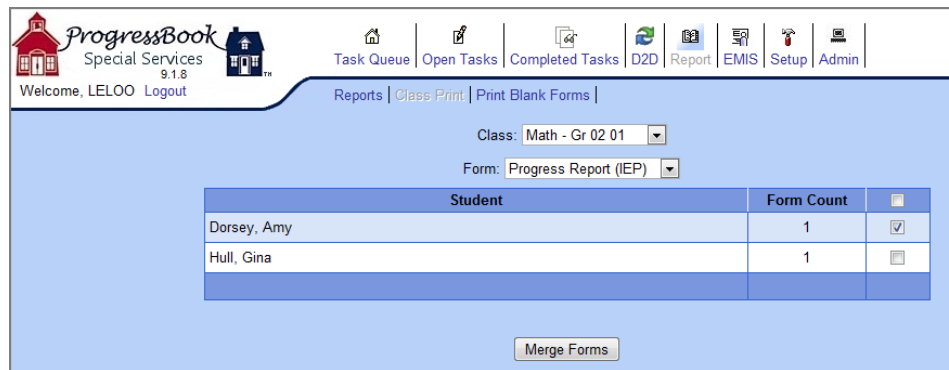 ProgressBook
Special Services
9.1.8
TM
Welcome, LELOO Logout
Task Queue | Open Tasks | Completed Tasks | D2D | Report | EMIS | Setup | Admin |
Reports | Class Print | Print Blank Forms |
Class: Math - Gr 02 01
Form: Progress Report (IEP)
Student Form Count
Dorsey, Amy 1
Hull, Gina 1
Merge Forms